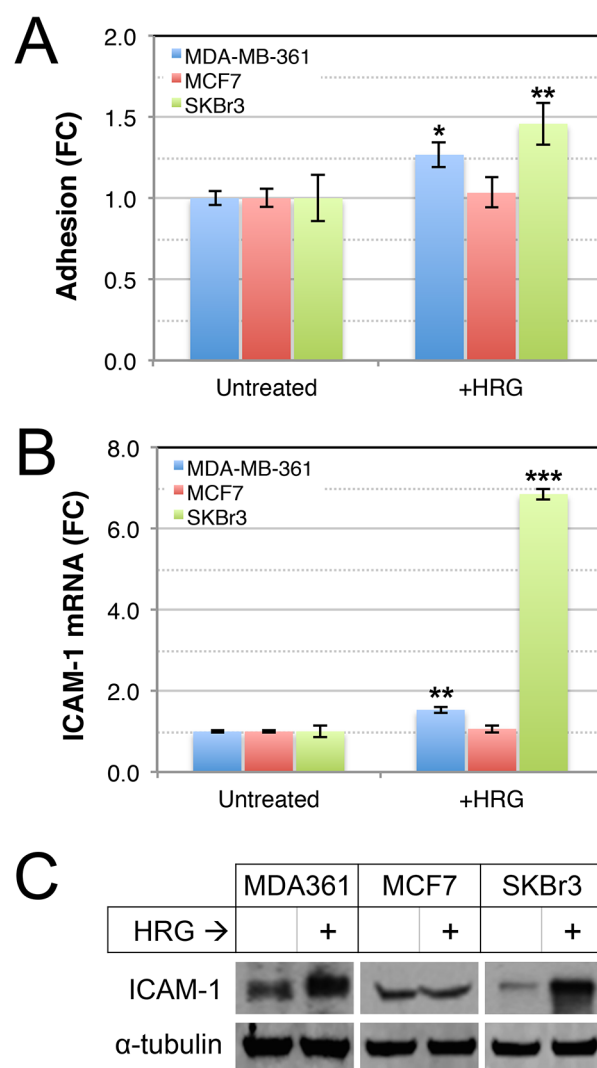 A
2.0
MDA-MB-361
MCF7
SKBr3
**
1.5
*
Adhesion (FC)
1.0
0.5
0.0
Untreated
+HRG
B
8.0
MDA-MB-361
MCF7
SKBr3
***
6.0
ICAM-1 mRNA (FC)
4.0
2.0
**
0.0
Untreated
+HRG
C
MDA361 MCF7 SKBr3
HRG → + + +
ICAM-1
α-tubulin